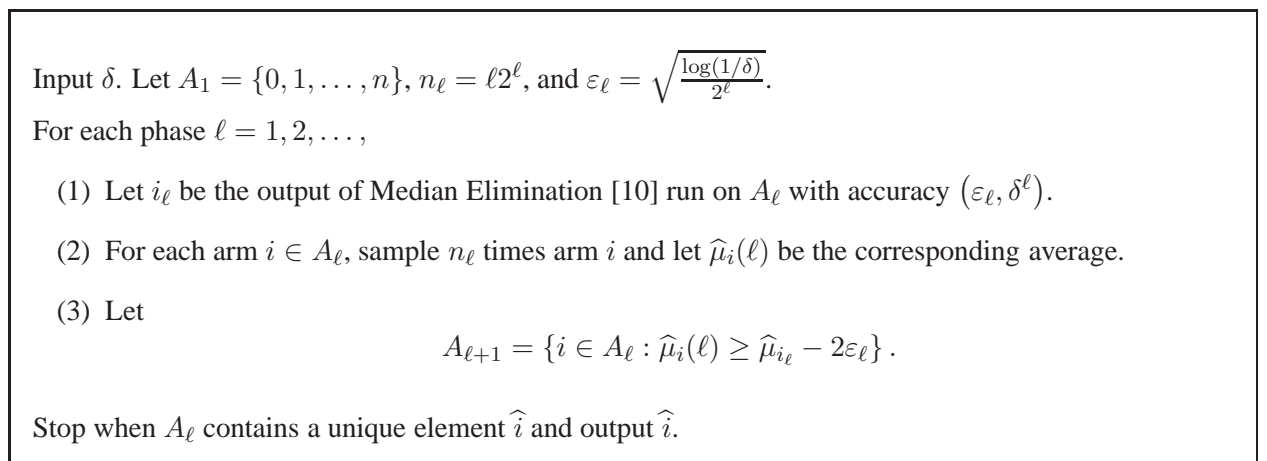 Input δ. Let A₁ = {0, 1, . . . , n}, n_ℓ = ℓ2^ℓ, and ε_ℓ = √(log(1/δ)/2^ℓ).
For each phase ℓ = 1, 2, . . . ,
(1) Let i_ℓ be the output of Median Elimination [10] run on A_ℓ with accuracy (ε_ℓ, δ^ℓ).
(2) For each arm i ∈ A_ℓ, sample n_ℓ times arm i and let μ̂_i(ℓ) be the corresponding average.
(3) Let
A_{ℓ+1} = {i ∈ A_ℓ : μ̂_i(ℓ) ≥ μ̂_{i_ℓ} − 2ε_ℓ} .
Stop when A_ℓ contains a unique element î and output î.